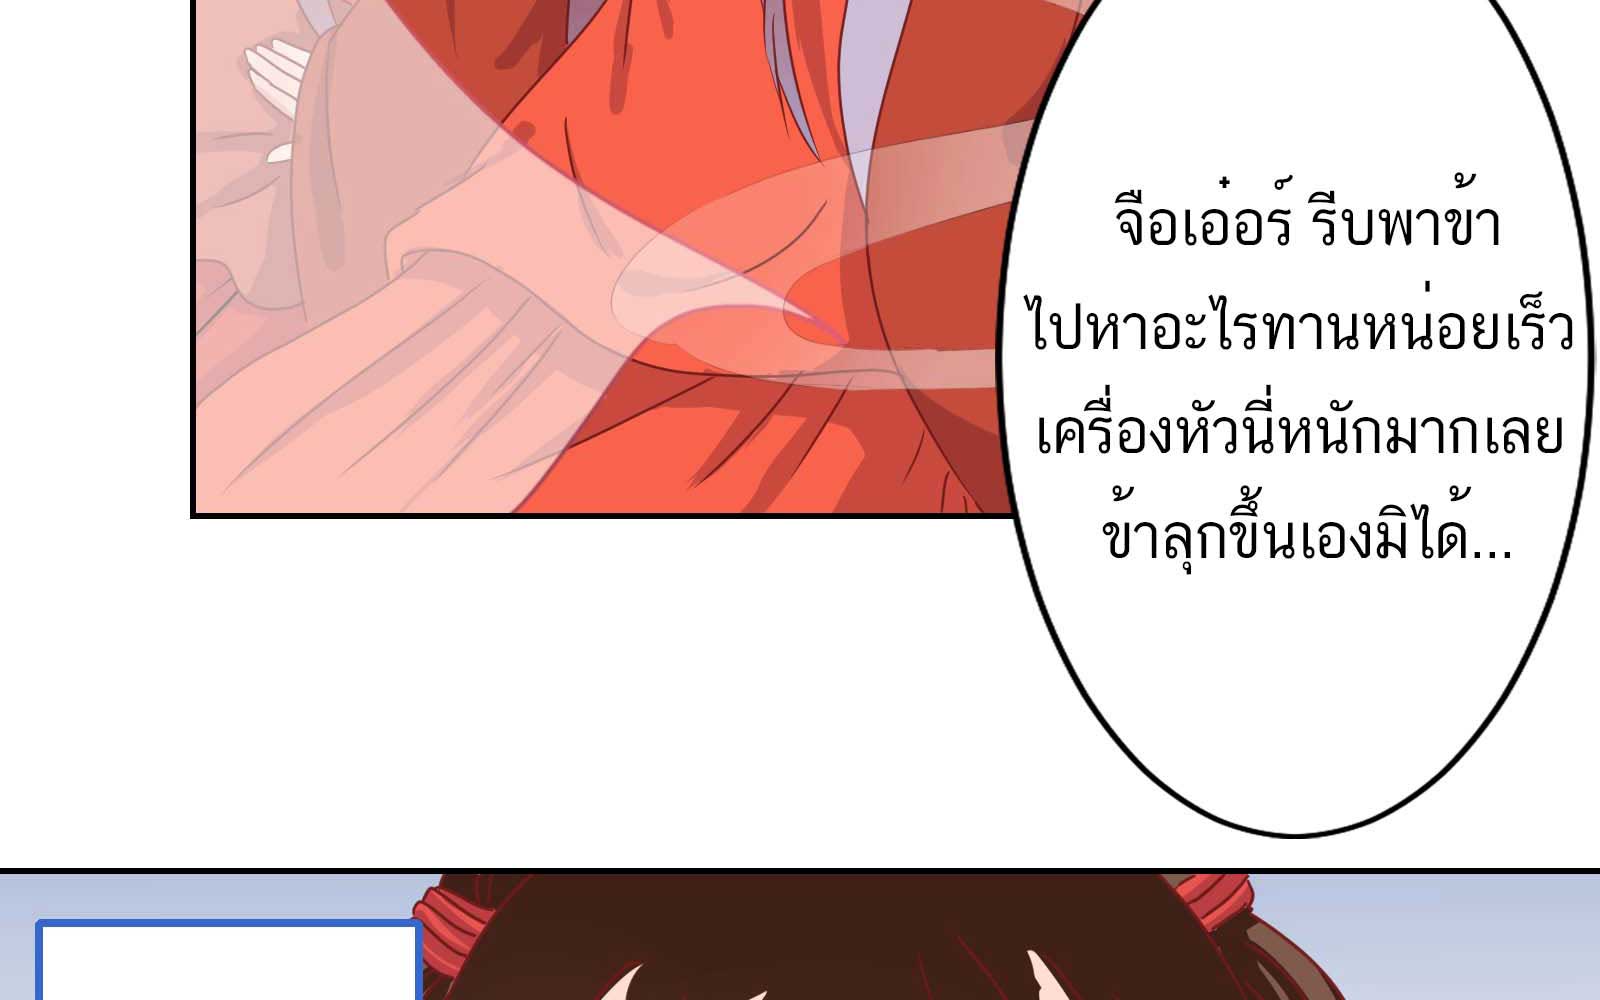 จือเอ๋อร์ รีบพาข้า
ไปหาอะไรทานหน่อยเร็ว
เครื่องหัวนี่หนักมากเลย
ข้าลุกขึ้นเองมิได้...